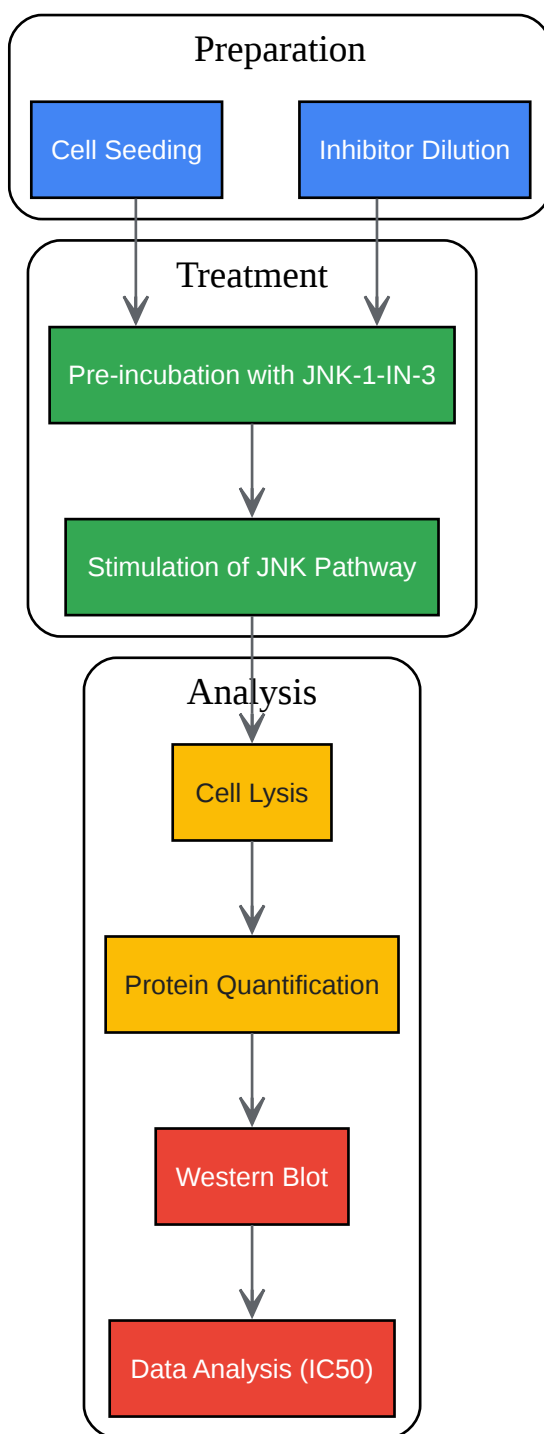 Preparation
Cell Seeding
Inhibitor Dilution
Treatment
Pre-incubation with JNK-1-IN-3
Stimulation of JNK Pathway
Analysis
Cell Lysis
Protein Quantification
Western Blot
Data Analysis (IC50)